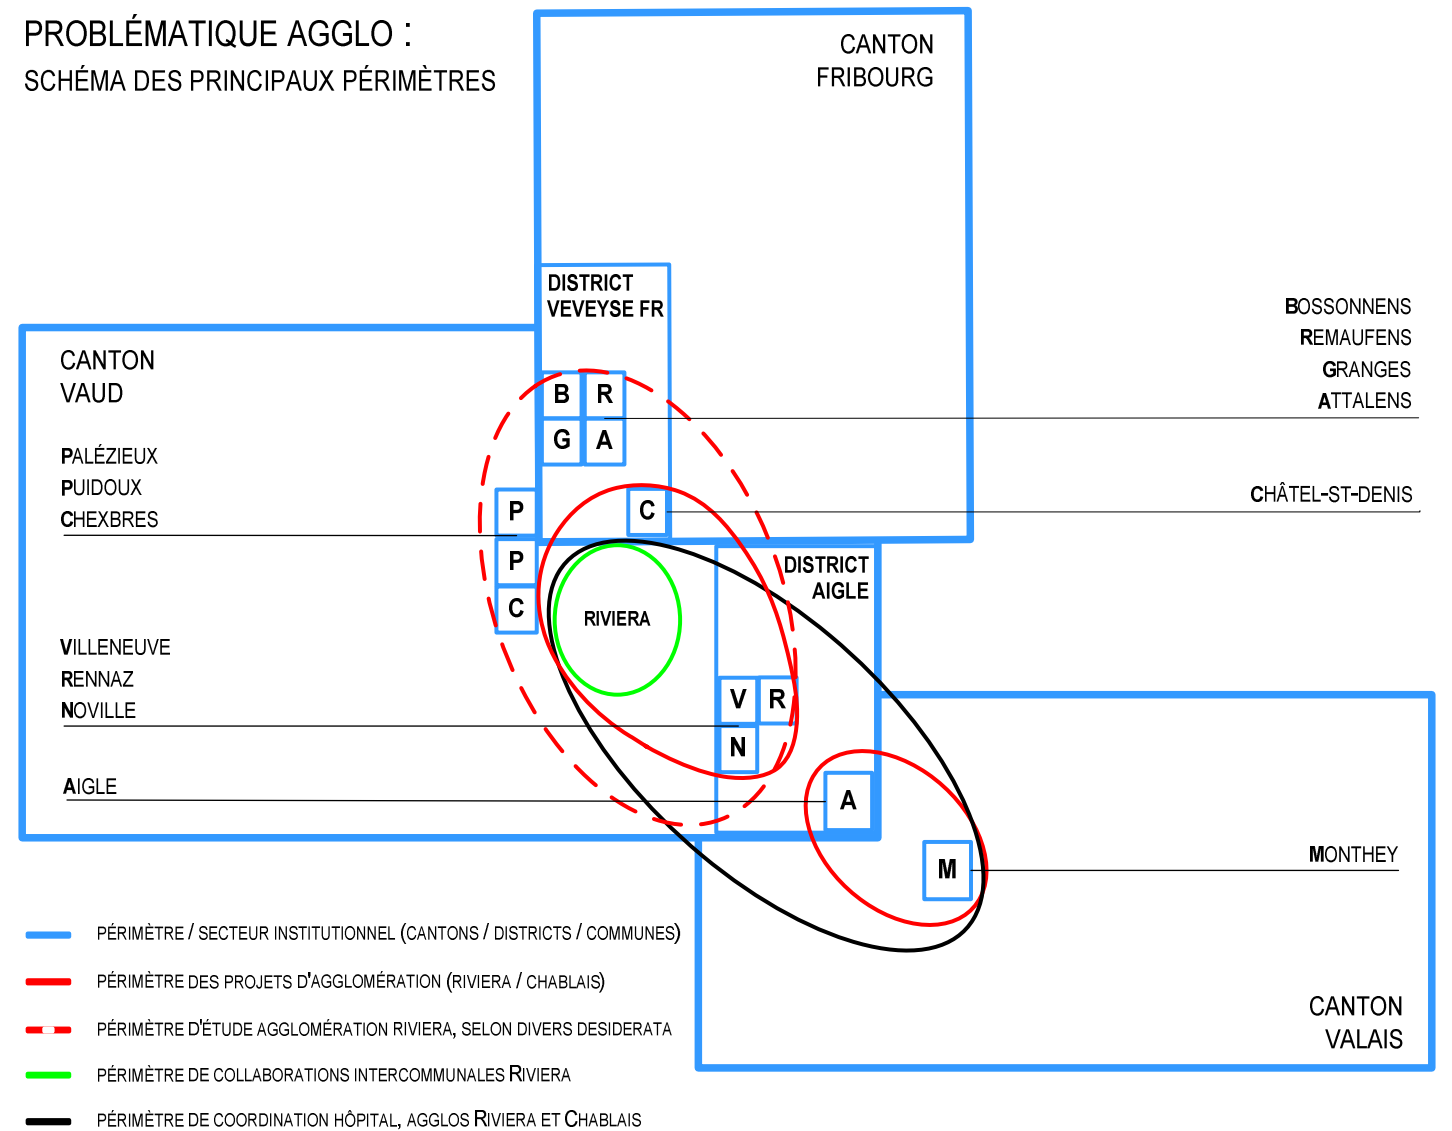 PROBLÉMATIQUE AGGLO :
SCHÉMA DES PRINCIPAUX PÉRIMÈTRES
CANTON
FRIBOURG
DISTRICT
VEVEYSE FR
BOSSONNENS
REMAUFENS
GRANGES
ATTALENS
CANTON
VAUD
B R
G A
PALÉZIEUX
PUIDOUX
CHEXBRES
CHÂTEL-ST-DENIS
P
C
P
C
DISTRICT
AIGLE
RIVIERA
VILLENEUVE
RENNAZ
NOVILLE
V R
N
AIGLE
A
M
MONTHEY
CANTON
VALAIS
PÉRIMÈTRE / SECTEUR INSTITUTIONNEL (CANTONS / DISTRICTS / COMMUNES)
PÉRIMÈTRE DES PROJETS D'AGGLOMÉRATION (RIVIERA / CHABLAIS)
PÉRIMÈTRE D'ÉTUDE AGGLOMÉRATION RIVIERA, SELON DIVERS DESIDERATA
PÉRIMÈTRE DE COLLABORATIONS INTERCOMMUNALES RIVIERA
PÉRIMÈTRE DE COORDINATION HÔPITAL, AGGLOS RIVIERA ET CHABLAIS